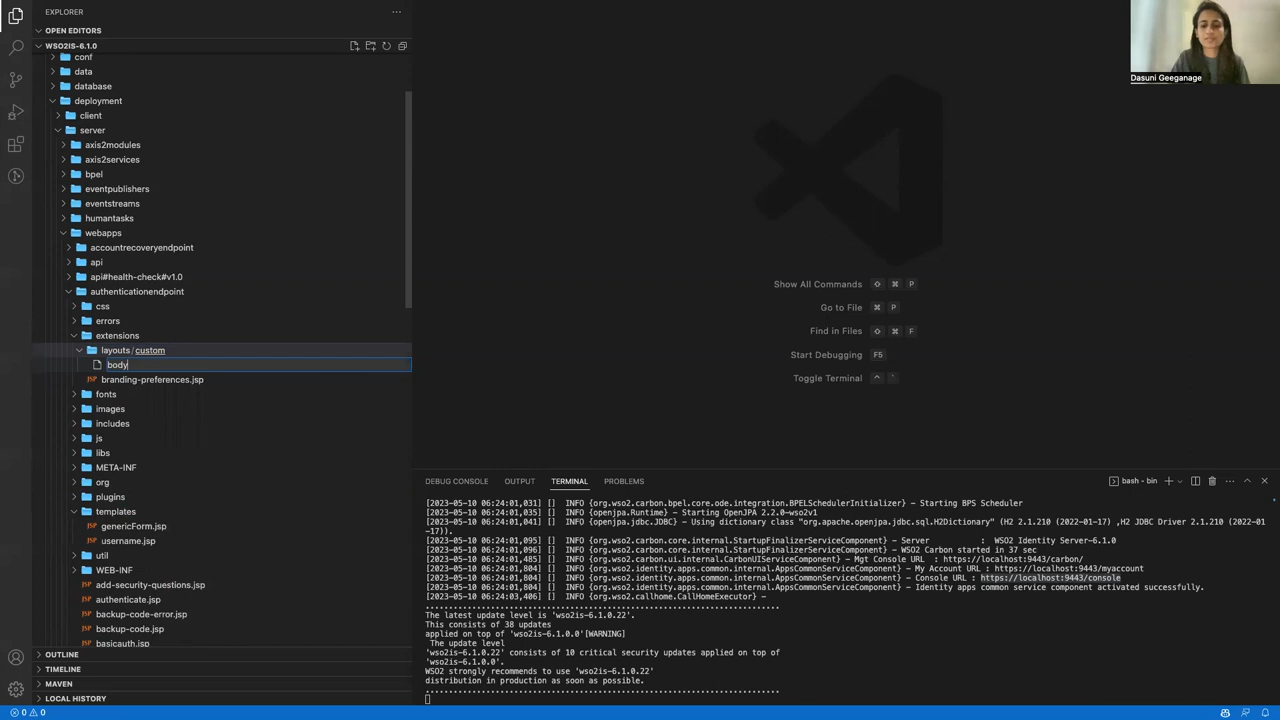 EXPLORER
OPEN EDITORS
WSO2IS-6.1.0
conf
data
database
deployment
client
server
axis2modules
axis2services
bpel
eventpublishers
eventstreams
humantasks
webapps
accountrecoveryendpoint
api
api#health-check#v1.0
authenticationendpoint
css
errors
extensions
layouts / custom
body
JSP branding-preferences.jsp
fonts
images
includes
js
libs
META-INF
org
plugins
templates
JSP genericForm.jsp
JSP username.jsp
util
WEB-INF
JSP add-security-questions.jsp
JSP authenticate.jsp
JSP backup-code-error.jsp
JSP backup-code.jsp
JSP basicauth.jsp
OUTLINE
TIMELINE
MAVEN
LOCAL HISTORY
0 0
Dasuni Geeganage
Show All Commands ⇧ ⌘ P
Go to File ⌘ P
Find in Files ⇧ ⌘ F
Start Debugging F5
Toggle Terminal ^ `
DEBUG CONSOLE OUTPUT TERMINAL PROBLEMS
bash - bin
[2023-05-10 06:24:01,031] [] INFO {org.wso2.carbon.bpel.core.ode.integration.BPELSchedulerInitializer} - Starting BPS Scheduler
[2023-05-10 06:24:01,035] [] INFO {openjpa.Runtime} - Starting OpenJPA 2.2.0-wso2v1
[2023-05-10 06:24:01,041] [] INFO {openjpa.jdbc.JDBC} - Using dictionary class "org.apache.openjpa.jdbc.sql.H2Dictionary" (H2 2.1.210 (2022-01-17) ,H2 JDBC Driver 2.1.210 (2022-01
-17)).
[2023-05-10 06:24:01,095] [] INFO {org.wso2.carbon.core.internal.StartupFinalizerServiceComponent} - Server : WSO2 Identity Server-6.1.0
[2023-05-10 06:24:01,096] [] INFO {org.wso2.carbon.core.internal.StartupFinalizerServiceComponent} - WSO2 Carbon started in 37 sec
[2023-05-10 06:24:01,485] [] INFO {org.wso2.carbon.ui.internal.CarbonUIServiceComponent} - Mgt Console URL : https://localhost:9443/carbon/
[2023-05-10 06:24:01,804] [] INFO {org.wso2.identity.apps.common.internal.AppsCommonServiceComponent} - My Account URL : https://localhost:9443/myaccount
[2023-05-10 06:24:01,804] [] INFO {org.wso2.identity.apps.common.internal.AppsCommonServiceComponent} - Console URL : https://localhost:9443/console
[2023-05-10 06:24:01,804] [] INFO {org.wso2.identity.apps.common.internal.AppsCommonServiceComponent} - Identity apps common service component activated successfully.
[2023-05-10 06:24:03,406] [] INFO {org.wso2.callhome.CallHomeExecutor} -
...............................................................................
The latest update level is 'wso2is-6.1.0.22'.
This consists of 38 updates
applied on top of 'wso2is-6.1.0.0'[WARNING]
The update level
'wso2is-6.1.0.22' consists of 10 critical security updates applied on top of
'wso2is-6.1.0.0'.
WSO2 strongly recommends to use 'wso2is-6.1.0.22'
distribution in production as soon as possible.
...............................................................................